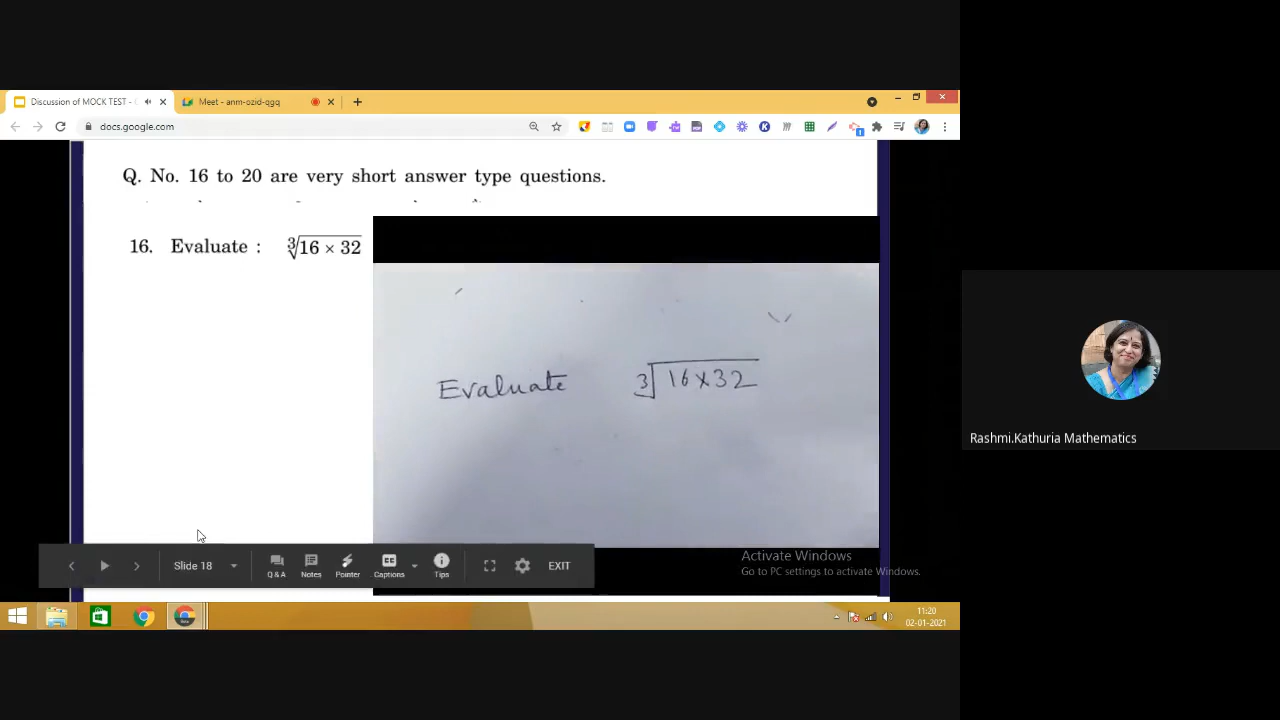 Discussion of MOCK TEST -
Meet - anm-ozid-qgq
docs.google.com
Q. No. 16 to 20 are very short answer type questions.
16. Evaluate : ∛16 × 32
Evaluate ∛16×32
Rashmi.Kathuria Mathematics
Activate Windows
Go to PC settings to activate Windows.
Slide 18
Q & A
Notes
Pointer
Captions
Tips
EXIT
11:20
02-01-2021